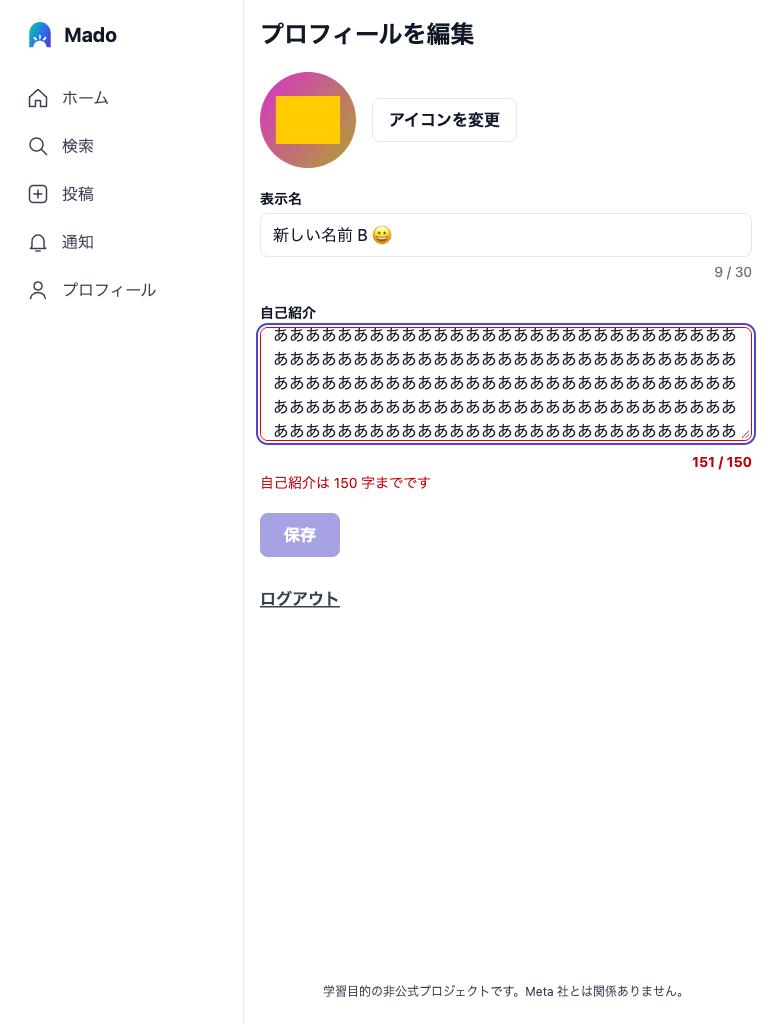 Mado
ホーム
検索
投稿
通知
プロフィール
プロフィールを編集
アイコンを変更
表示名
新しい名前 B 😀
9 / 30
自己紹介
あああああああああああああああああああああああああああああ
あああああああああああああああああああああああああああああ
あああああああああああああああああああああああああああああ
あああああああああああああああああああああああああああああ
あああああああああああああああああああああああああああああ
151 / 150
自己紹介は 150 字までです
保存
ログアウト
学習目的の非公式プロジェクトです。Meta 社とは関係ありません。